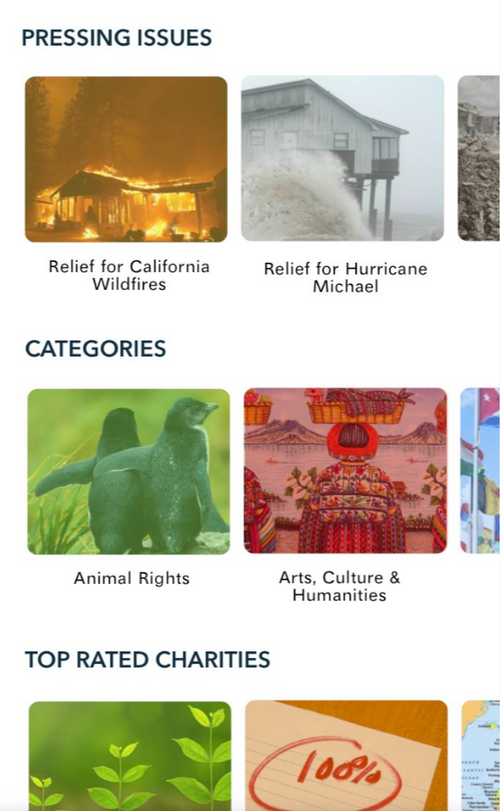 PRESSING ISSUES
Relief for California
Wildfires
Relief for Hurricane
Michael
CATEGORIES
Animal Rights
Arts, Culture &
Humanities
TOP RATED CHARITIES
100%